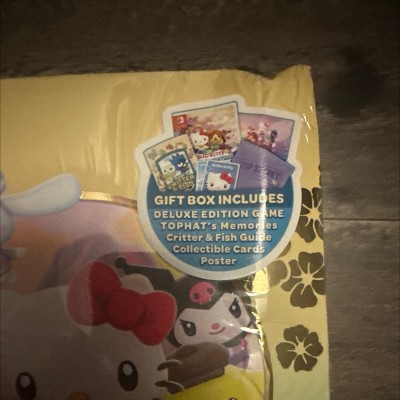 GIFT BOX INCLUDES
DELUXE EDITION GAME
TOPHAT's Memories
Critter & Fish Guide
Collectible Cards
Poster